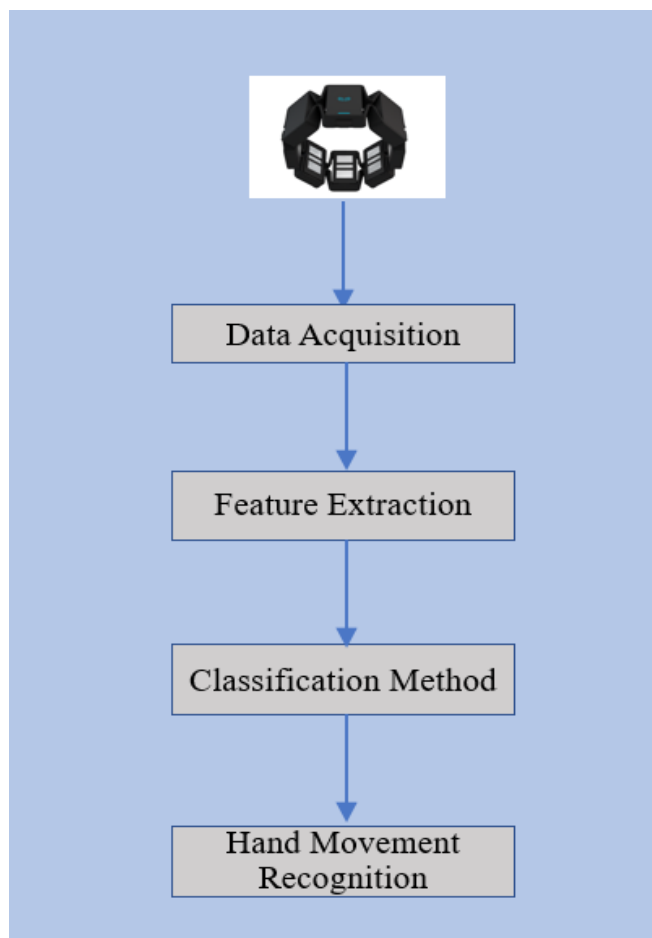 Data Acquisition
Feature Extraction
Classification Method
Hand Movement
Recognition